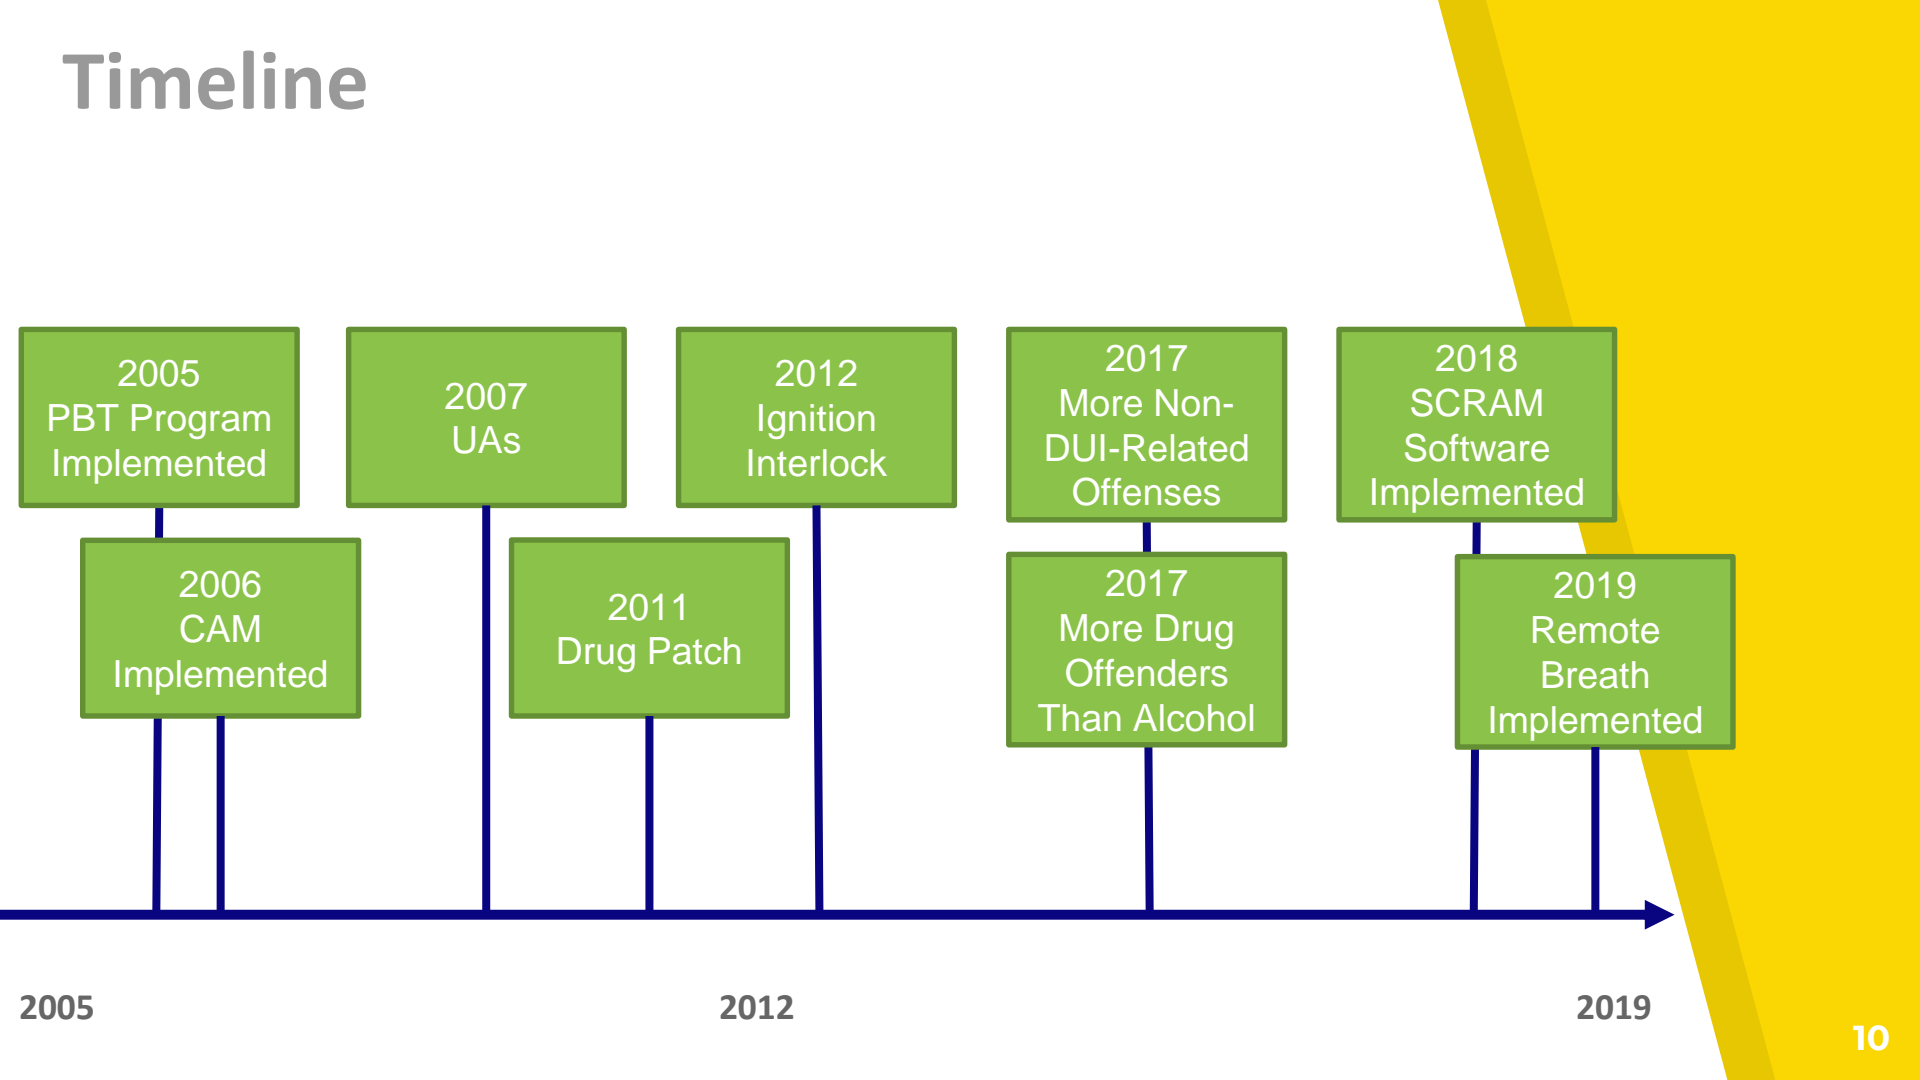 Timeline
2005
PBT Program
Implemented
2007
UAs
2012
Ignition
Interlock
2017
More Non-
DUI-Related
Offenses
2018
SCRAM
Software
Implemented
2006
CAM
Implemented
2011
Drug Patch
2017
More Drug
Offenders
Than Alcohol
2019
Remote
Breath
Implemented
2005
2012
2019
10